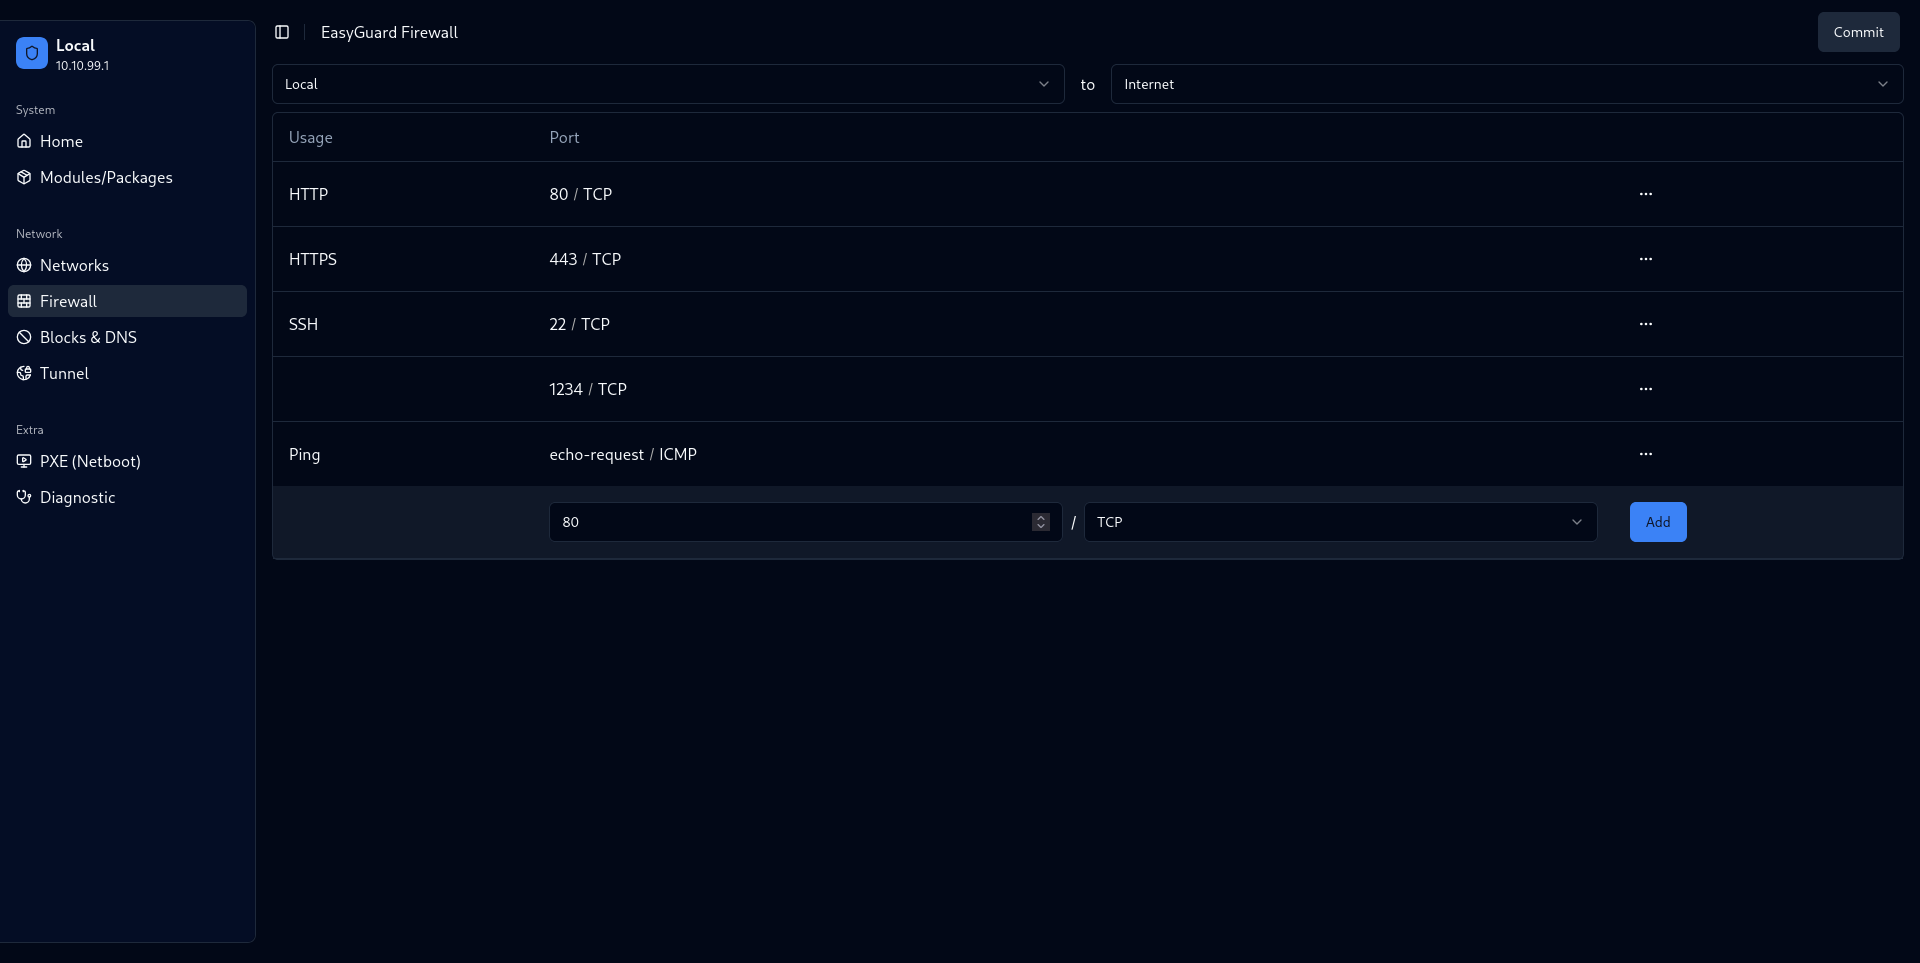 Local
10.10.99.1
System
Home
Modules/Packages
Network
Networks
Firewall
Blocks & DNS
Tunnel
Extra
PXE (Netboot)
Diagnostic
EasyGuard Firewall
Commit
Local to Internet
Usage Port
HTTP 80 / TCP ...
HTTPS 443 / TCP ...
SSH 22 / TCP ...
1234 / TCP ...
Ping echo-request / ICMP ...
80 / TCP Add